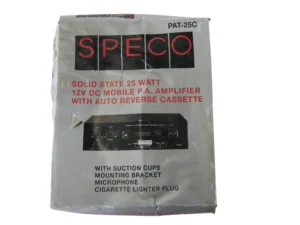 PAT-25C
SPECO
SOLID STATE 25 WATT
12V DC MOBILE P.A. AMPLIFIER
WITH AUTO REVERSE CASSETTE
WITH SUCTION CUPS
MOUNTING BRACKET
MICROPHONE
CIGARETTE LIGHTER PLUG